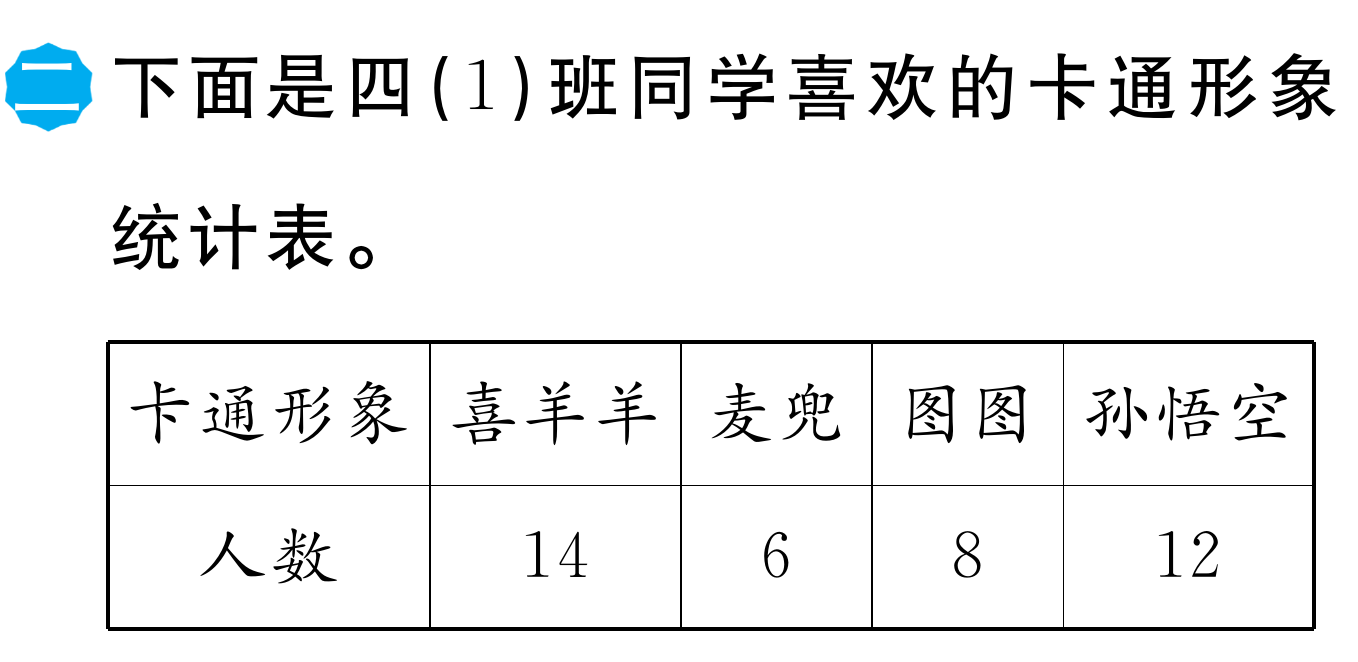 二 下面是四(1)班同学喜欢的卡通形象
统计表。
卡通形象 喜羊羊 麦兜 图图 孙悟空
人数 14 6 8 12